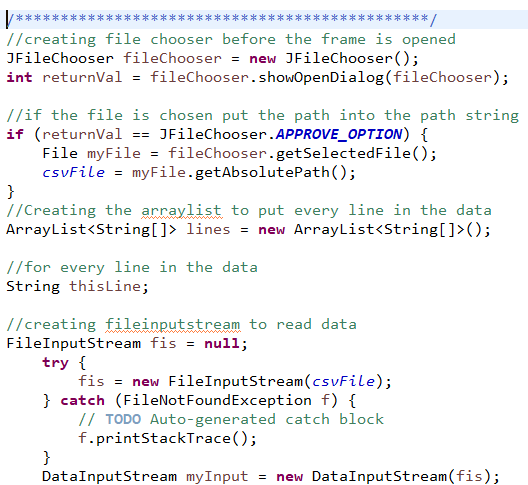 /**********************************************/
//creating file chooser before the frame is opened
JFileChooser fileChooser = new JFileChooser();
int returnVal = fileChooser.showOpenDialog(fileChooser);

//if the file is chosen put the path into the path string
if (returnVal == JFileChooser.APPROVE_OPTION) {
    File myFile = fileChooser.getSelectedFile();
    csvFile = myFile.getAbsolutePath();
}
//Creating the arraylist to put every line in the data
ArrayList<String[]> lines = new ArrayList<String[]>();

//for every line in the data
String thisLine;

//creating fileinputstream to read data
FileInputStream fis = null;
    try {
        fis = new FileInputStream(csvFile);
    } catch (FileNotFoundException f) {
        // TODO Auto-generated catch block
        f.printStackTrace();
    }
    DataInputStream myInput = new DataInputStream(fis);